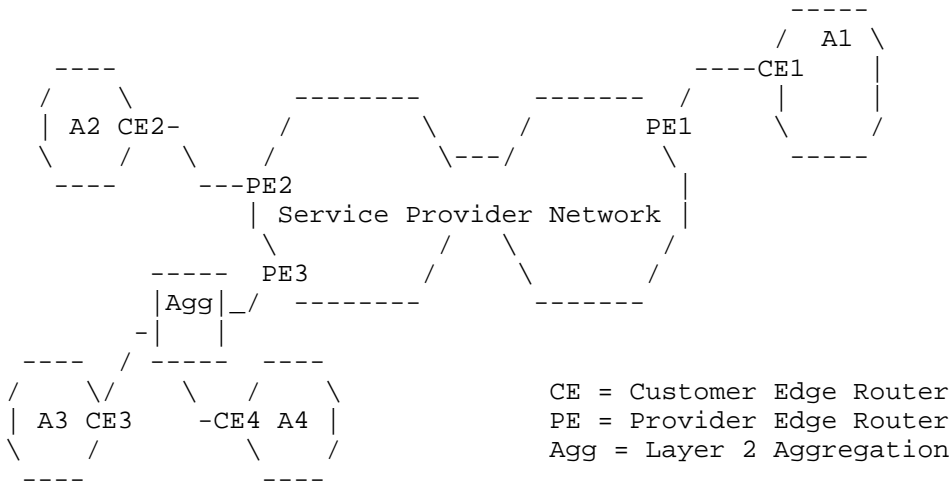 A1
CE1
A2 CE2
PE1
PE2
Service Provider Network
PE3
Agg
A3 CE3
CE4 A4
CE = Customer Edge Router
PE = Provider Edge Router
Agg = Layer 2 Aggregation